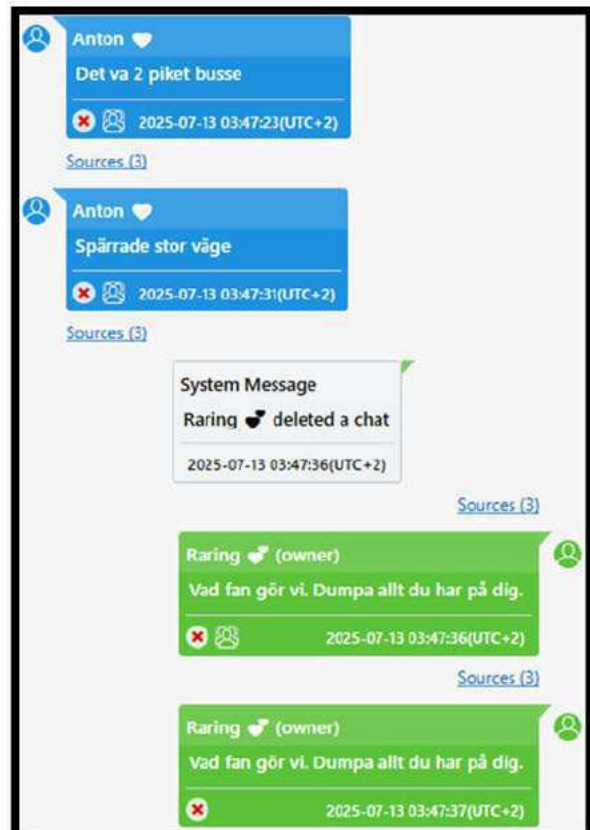 Anton
Det va 2 piket busse
2025-07-13 03:47:23(UTC+2)
Sources (3)
Anton
Spärrade stor väge
2025-07-13 03:47:31(UTC+2)
Sources (3)
System Message
Raring 💕 deleted a chat
2025-07-13 03:47:36(UTC+2)
Sources (3)
Raring 💕 (owner)
Vad fan gör vi. Dumpa allt du har på dig.
2025-07-13 03:47:36(UTC+2)
Sources (3)
Raring 💕 (owner)
Vad fan gör vi. Dumpa allt du har på dig.
2025-07-13 03:47:37(UTC+2)